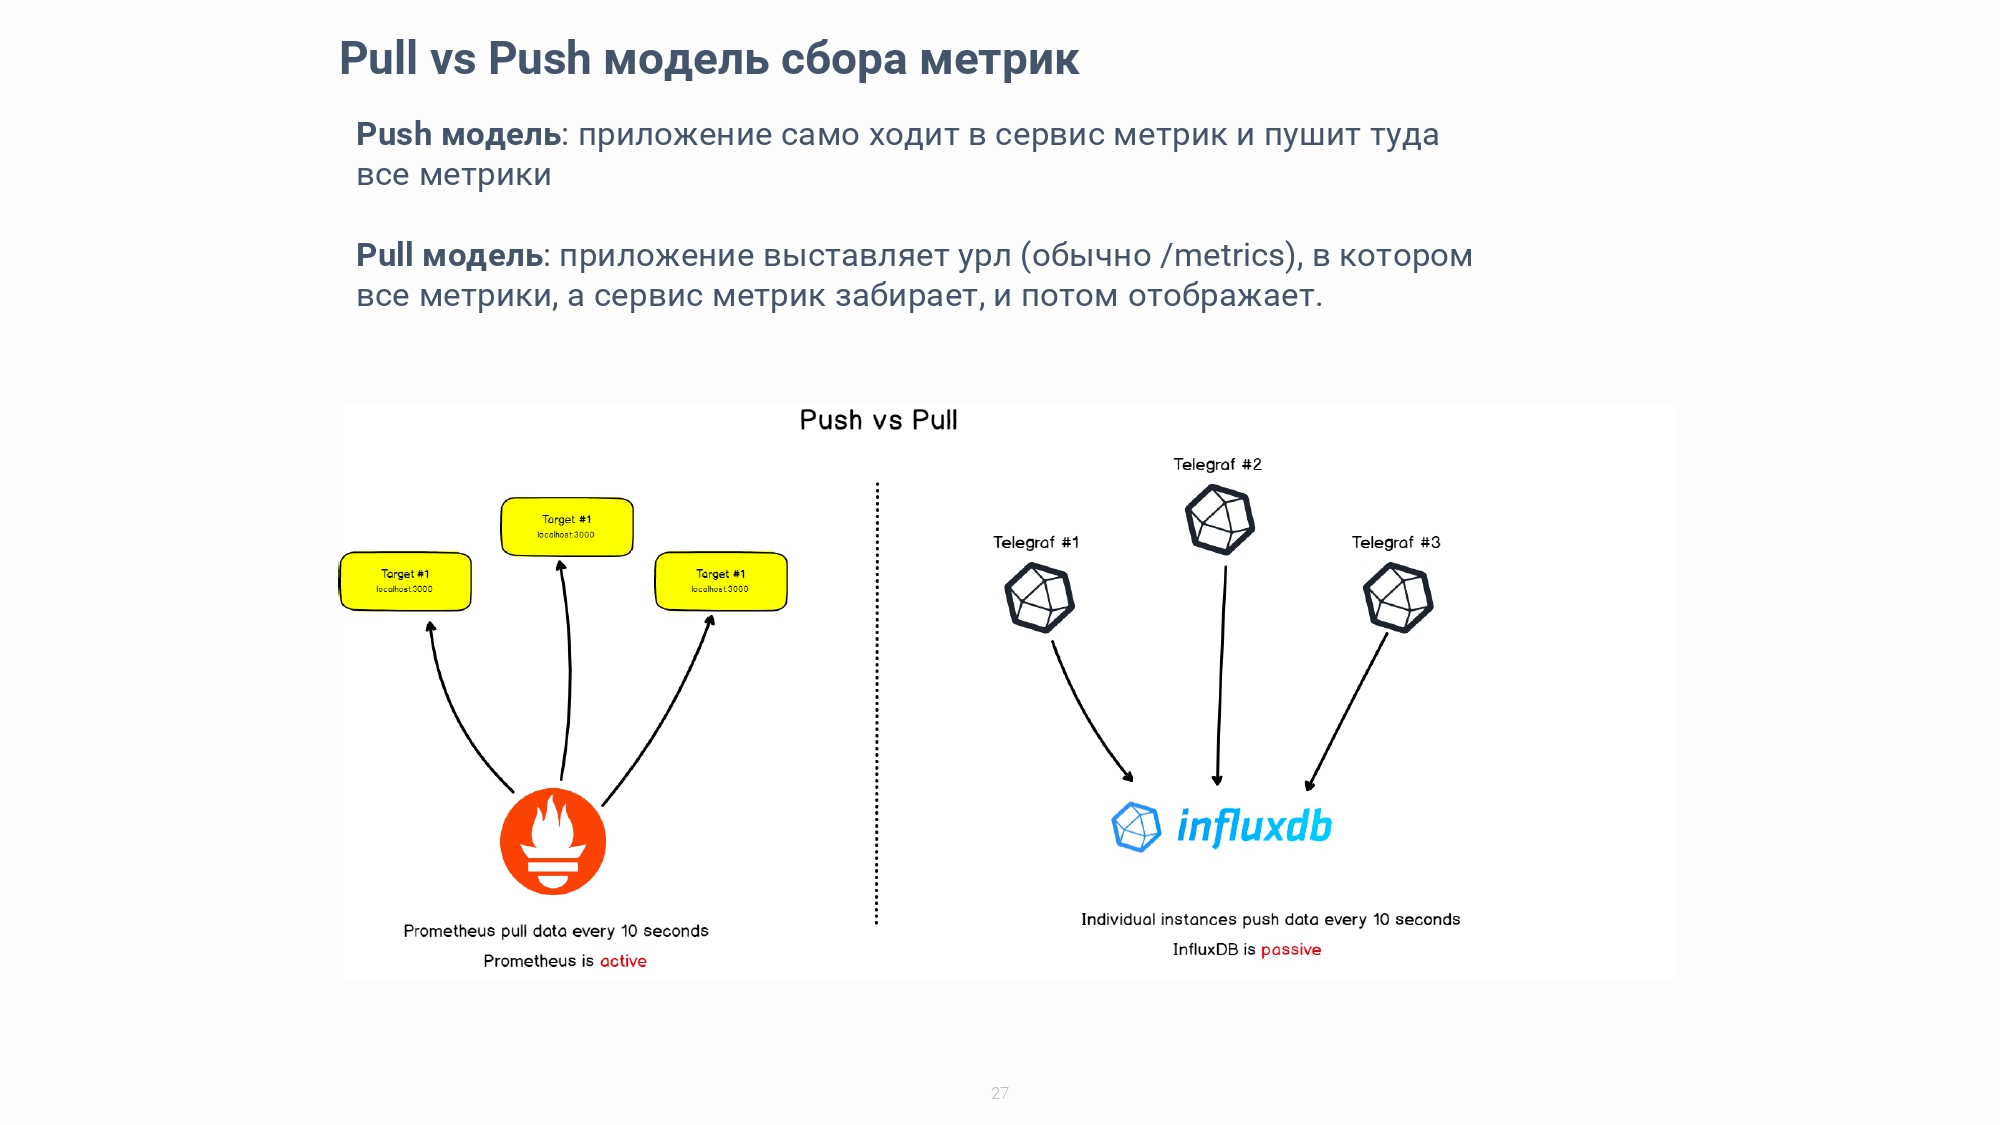 Pull vs Push модель сбора метрик
Push модель: приложение само ходит в сервис метрик и пушит туда
все метрики
Pull модель: приложение выставляет урл (обычно /metrics), в котором
все метрики, а сервис метрик забирает, и потом отображает.
Push vs Pull
Target #1
localhost:3000
Target #1
localhost:3000
Target #1
localhost:3000
Prometheus pull data every 10 seconds
Prometheus is active
Telegraf #1
Telegraf #2
Telegraf #3
influxdb
Individual instances push data every 10 seconds
InfluxDB is passive
27